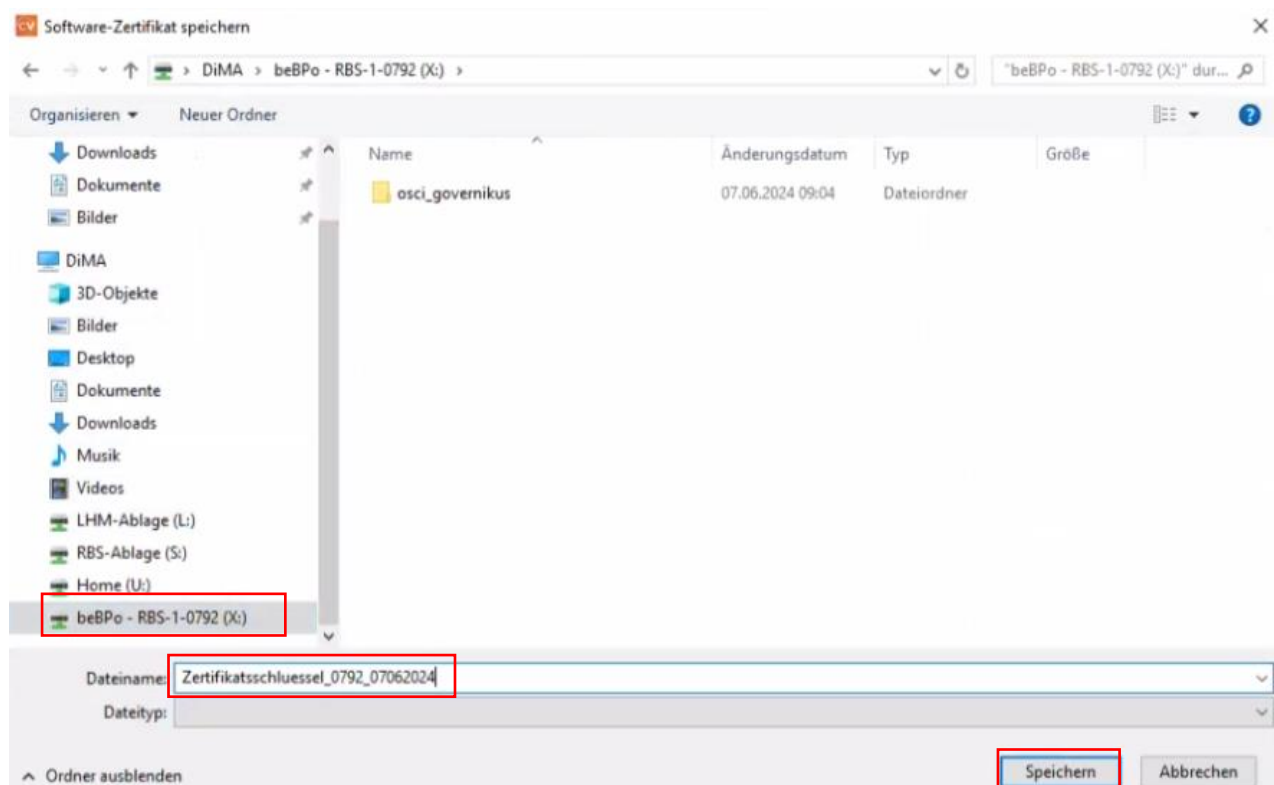 CV Software-Zertifikat speichern
DiMA > beBPo - RBS-1-0792 (X:) >
"beBPo - RBS-1-0792 (X:)" dur...
Organisieren
Neuer Ordner
Downloads
Dokumente
Bilder
DiMA
3D-Objekte
Bilder
Desktop
Dokumente
Downloads
Musik
Videos
LHM-Ablage (L:)
RBS-Ablage (S:)
Home (U:)
beBPo - RBS-1-0792 (X:)
Name Änderungsdatum Typ Größe
osci_governikus 07.06.2024 09:04 Dateiordner
Dateiname: Zertifikatsschluessel_0792_07062024
Dateityp:
Ordner ausblenden
Speichern
Abbrechen